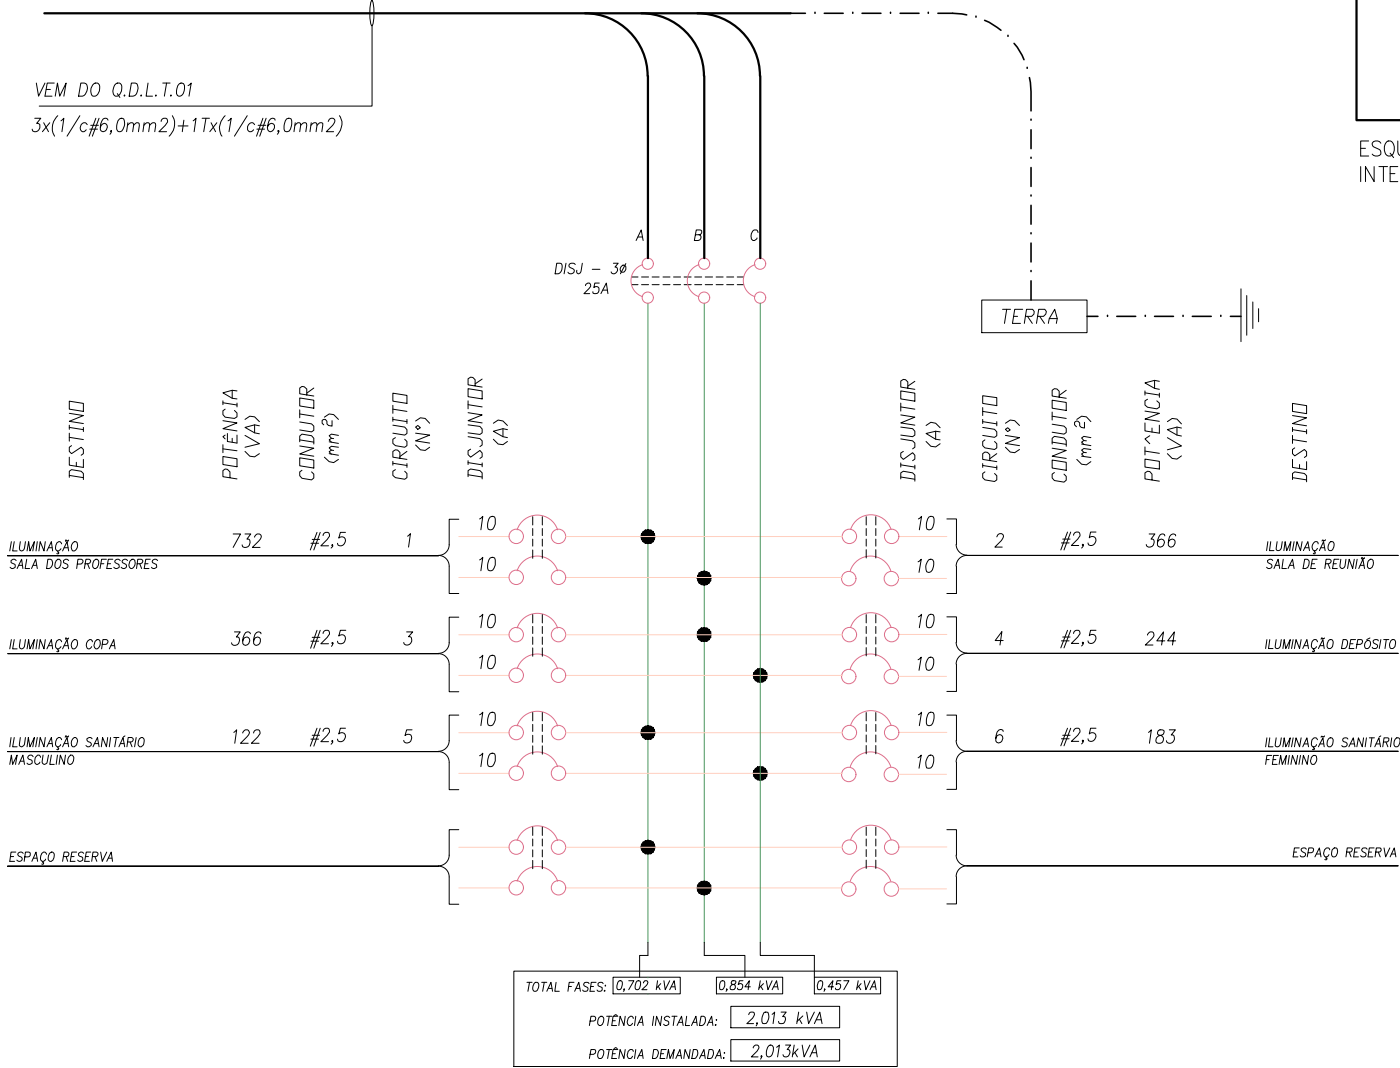 VEM DO Q.D.L.T.01
3x(1/c#6,0mm2)+1Tx(1/c#6,0mm2)
ESQU
INTE
A B C
DISJ - 3ø
25A
TERRA
DESTINO
POTÊNCIA
(VA)
CONDUTOR
(mm²)
CIRCUITO
(N°)
DISJUNTOR
(A)
DISJUNTOR
(A)
CIRCUITO
(N°)
CONDUTOR
(mm²)
POT^ENCIA
(VA)
DESTINO
ILUMINAÇÃO
SALA DOS PROFESSORES
732 #2,5 1 10
10
10
10
2 #2,5 366
ILUMINAÇÃO
SALA DE REUNIÃO
ILUMINAÇÃO COPA
366 #2,5 3 10
10
10
10
4 #2,5 244
ILUMINAÇÃO DEPÓSITO
ILUMINAÇÃO SANITÁRIO
MASCULINO
122 #2,5 5 10
10
10
10
6 #2,5 183
ILUMINAÇÃO SANITÁRIO
FEMININO
ESPAÇO RESERVA
ESPAÇO RESERVA
TOTAL FASES: 0,702 kVA 0,854 kVA 0,457 kVA
POTÊNCIA INSTALADA: 2,013 kVA
POTÊNCIA DEMANDADA: 2,013kVA